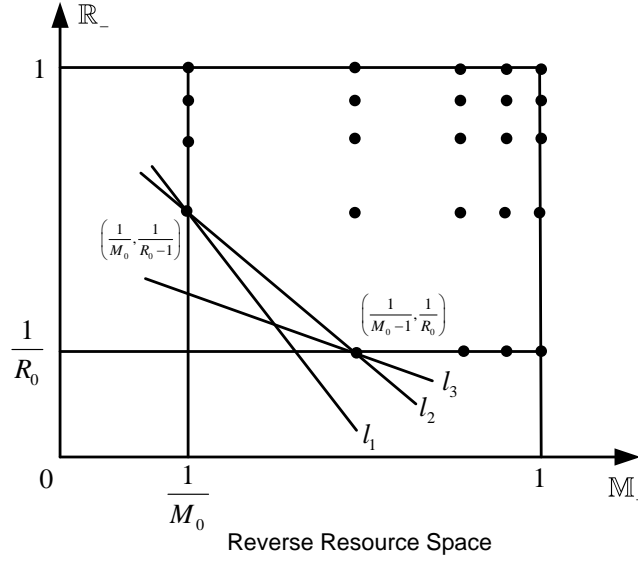 ℝ_
1
(1/M₀, 1/(R₀−1))
(1/(M₀−1), 1/R₀)
1/R₀
l₃
l₂
l₁
0
1/M₀
1
𝕄_
Reverse Resource Space